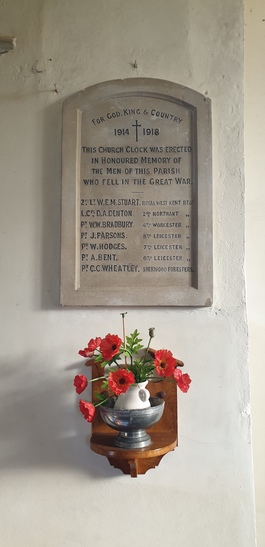 FOR GOD, KING & COUNTRY
1914 1918
THIS CHURCH CLOCK WAS ERECTED
IN HONOURED MEMORY OF
THE MEN OF THIS PARISH
WHO FELL IN THE GREAT WAR.
2ND LT. W.E.M. STUART. ROYAL WEST KENT REGT
L.CPL D.A. DENTON. 2ND NORTHANT „
PTE W.W. BRADBURY. 4TH WORCESTER „
PTE J. PARSONS. 8TH LEICESTER „
PTE W. HODGES. 7TH LEICESTER „
PTE A. BENT. 6TH LEICESTER „
PTE C.C. WHEATLEY. SHERWOOD FORESTERS.